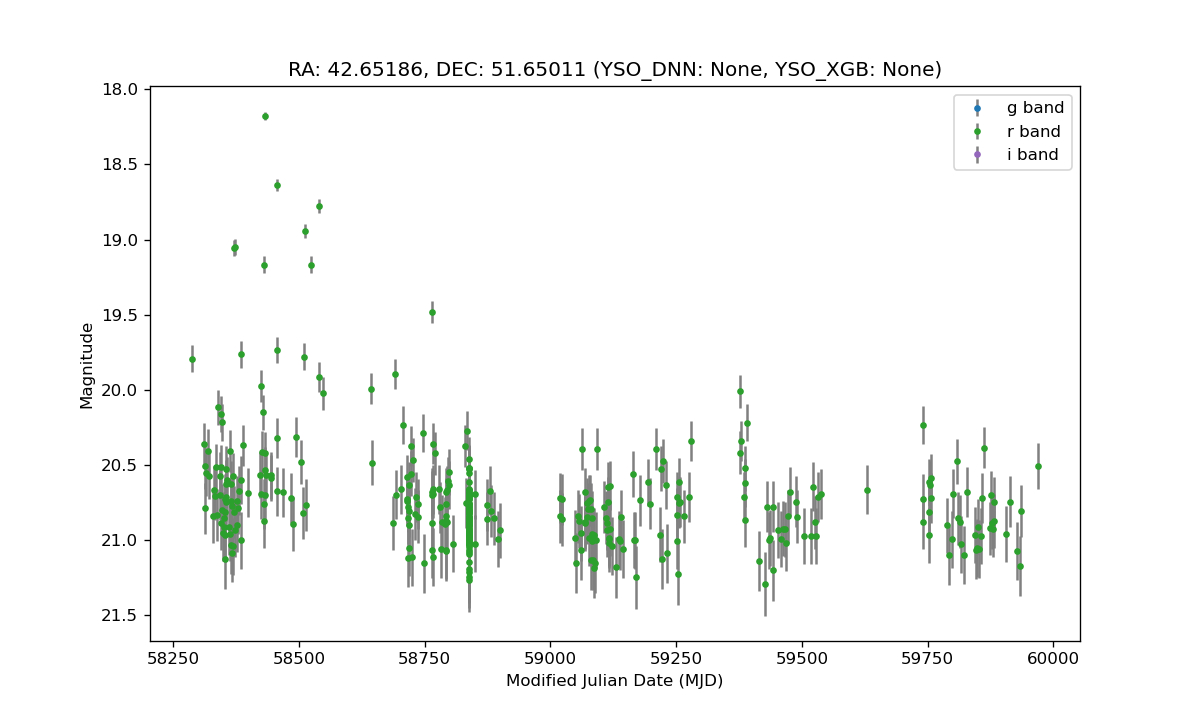 RA: 42.65186, DEC: 51.65011 (YSO_DNN: None, YSO_XGB: None)
g band
r band
i band
18.0
18.5
19.0
19.5
20.0
20.5
21.0
21.5
Magnitude
58250 58500 58750 59000 59250 59500 59750 60000
Modified Julian Date (MJD)